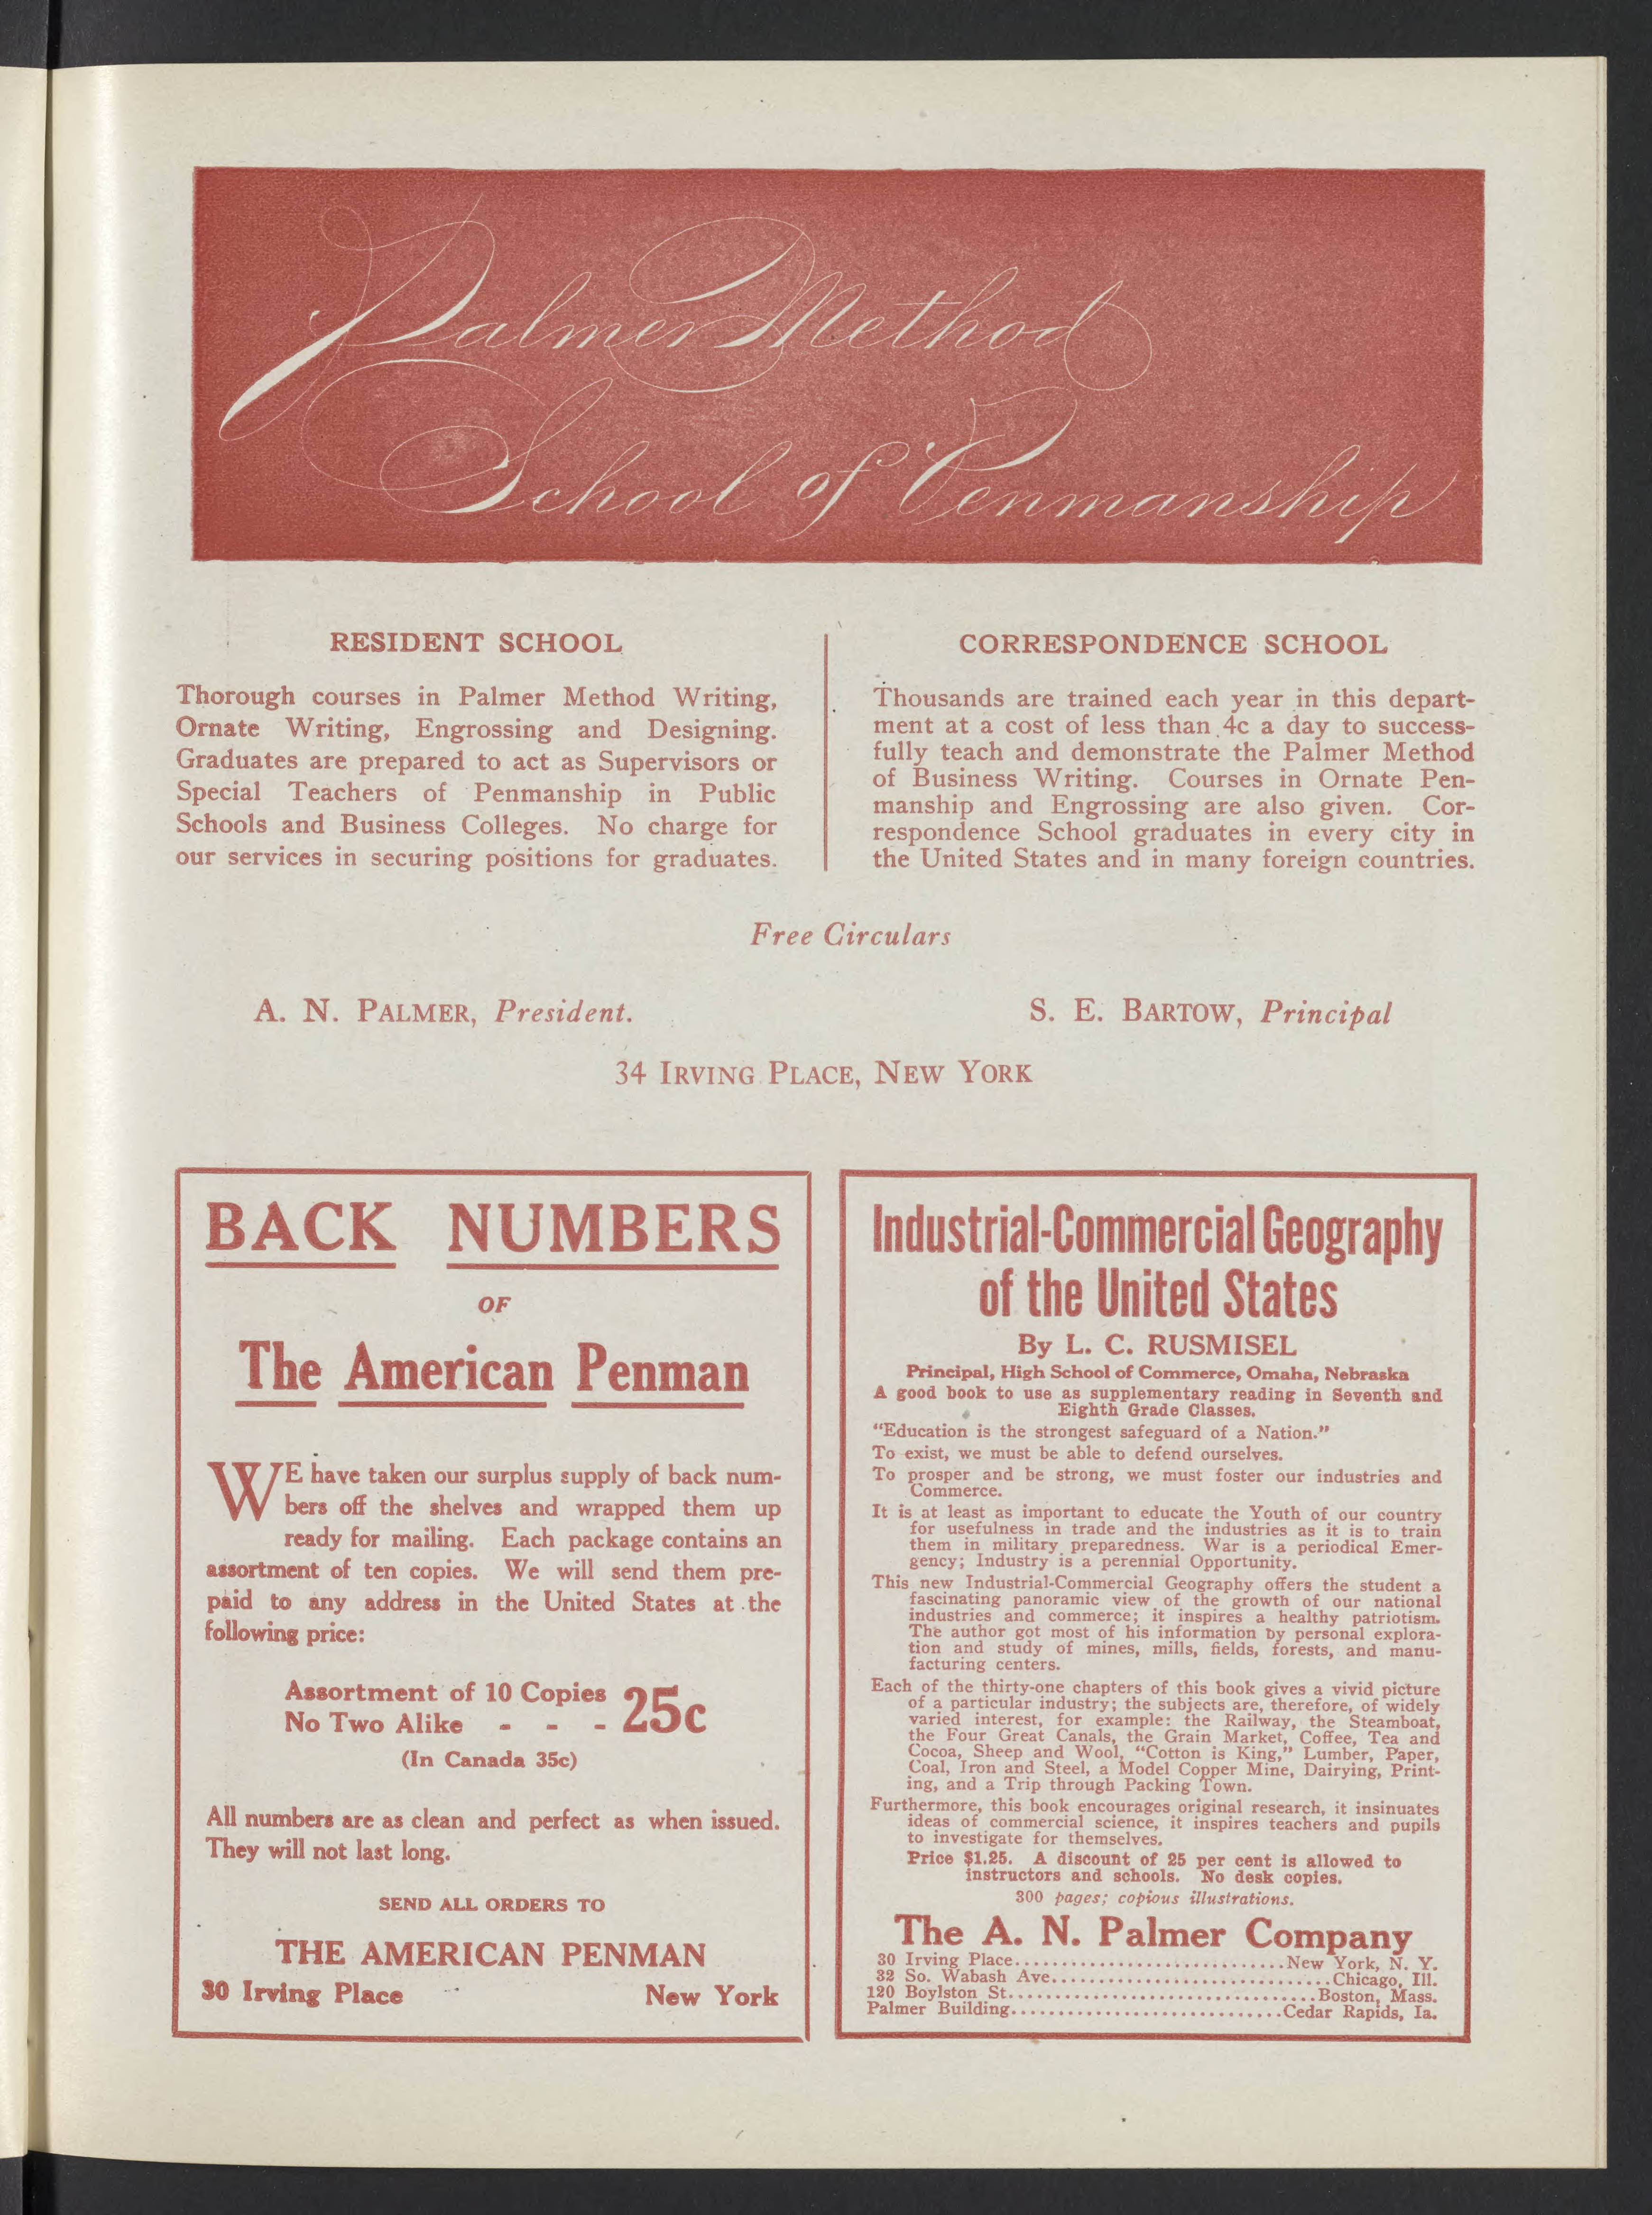 Palmer Method
School of Penmanship
RESIDENT SCHOOL
Thorough courses in Palmer Method Writing,
Ornate Writing, Engrossing and Designing.
Graduates are prepared to act as Supervisors or
Special Teachers of Penmanship in Public
Schools and Business Colleges. No charge for
our services in securing positions for graduates.
CORRESPONDENCE SCHOOL
Thousands are trained each year in this depart-
ment at a cost of less than 4c a day to success-
fully teach and demonstrate the Palmer Method
of Business Writing. Courses in Ornate Pen-
manship and Engrossing are also given. Cor-
respondence School graduates in every city in
the United States and in many foreign countries.
Free Circulars
A. N. PALMER, President.
S. E. BARTOW, Principal
34 IRVING PLACE, NEW YORK
BACK NUMBERS
OF
The American Penman
WE have taken our surplus supply of back num-
bers off the shelves and wrapped them up
ready for mailing. Each package contains an
assortment of ten copies. We will send them pre-
paid to any address in the United States at the
following price:
Assortment of 10 Copies
No Two Alike - - - 25c
(In Canada 35c)
All numbers are as clean and perfect as when issued.
They will not last long.
SEND ALL ORDERS TO
THE AMERICAN PENMAN
30 Irving Place New York
Industrial-Commercial Geography
of the United States
By L. C. RUSMISEL
Principal, High School of Commerce, Omaha, Nebraska
A good book to use as supplementary reading in Seventh and
Eighth Grade Classes.
"Education is the strongest safeguard of a Nation."
To exist, we must be able to defend ourselves.
To prosper and be strong, we must foster our industries and
Commerce.
It is at least as important to educate the Youth of our country
for usefulness in trade and the industries as it is to train
them in military preparedness. War is a periodical Emer-
gency; Industry is a perennial Opportunity.
This new Industrial-Commercial Geography offers the student a
fascinating panoramic view of the growth of our national
industries and commerce; it inspires a healthy patriotism.
The author got most of his information by personal explora-
tion and study of mines, mills, fields, forests, and manu-
facturing centers.
Each of the thirty-one chapters of this book gives a vivid picture
of a particular industry; the subjects are, therefore, of widely
varied interest, for example: the Railway, the Steamboat,
the Four Great Canals, the Grain Market, Coffee, Tea and
Cocoa, Sheep and Wool, "Cotton is King," Lumber, Paper,
Coal, Iron and Steel, a Model Copper Mine, Dairying, Print-
ing, and a Trip through Packing Town.
Furthermore, this book encourages original research, it insinuates
ideas of commercial science, it inspires teachers and pupils
to investigate for themselves.
Price $1.25. A discount of 25 per cent is allowed to
instructors and schools. No desk copies.
300 pages; copious illustrations.
The A. N. Palmer Company
30 Irving Place.............................New York, N. Y.
32 So. Wabash Ave..............................Chicago, Ill.
120 Boylston St.................................Boston, Mass.
Palmer Building.............................Cedar Rapids, Ia.